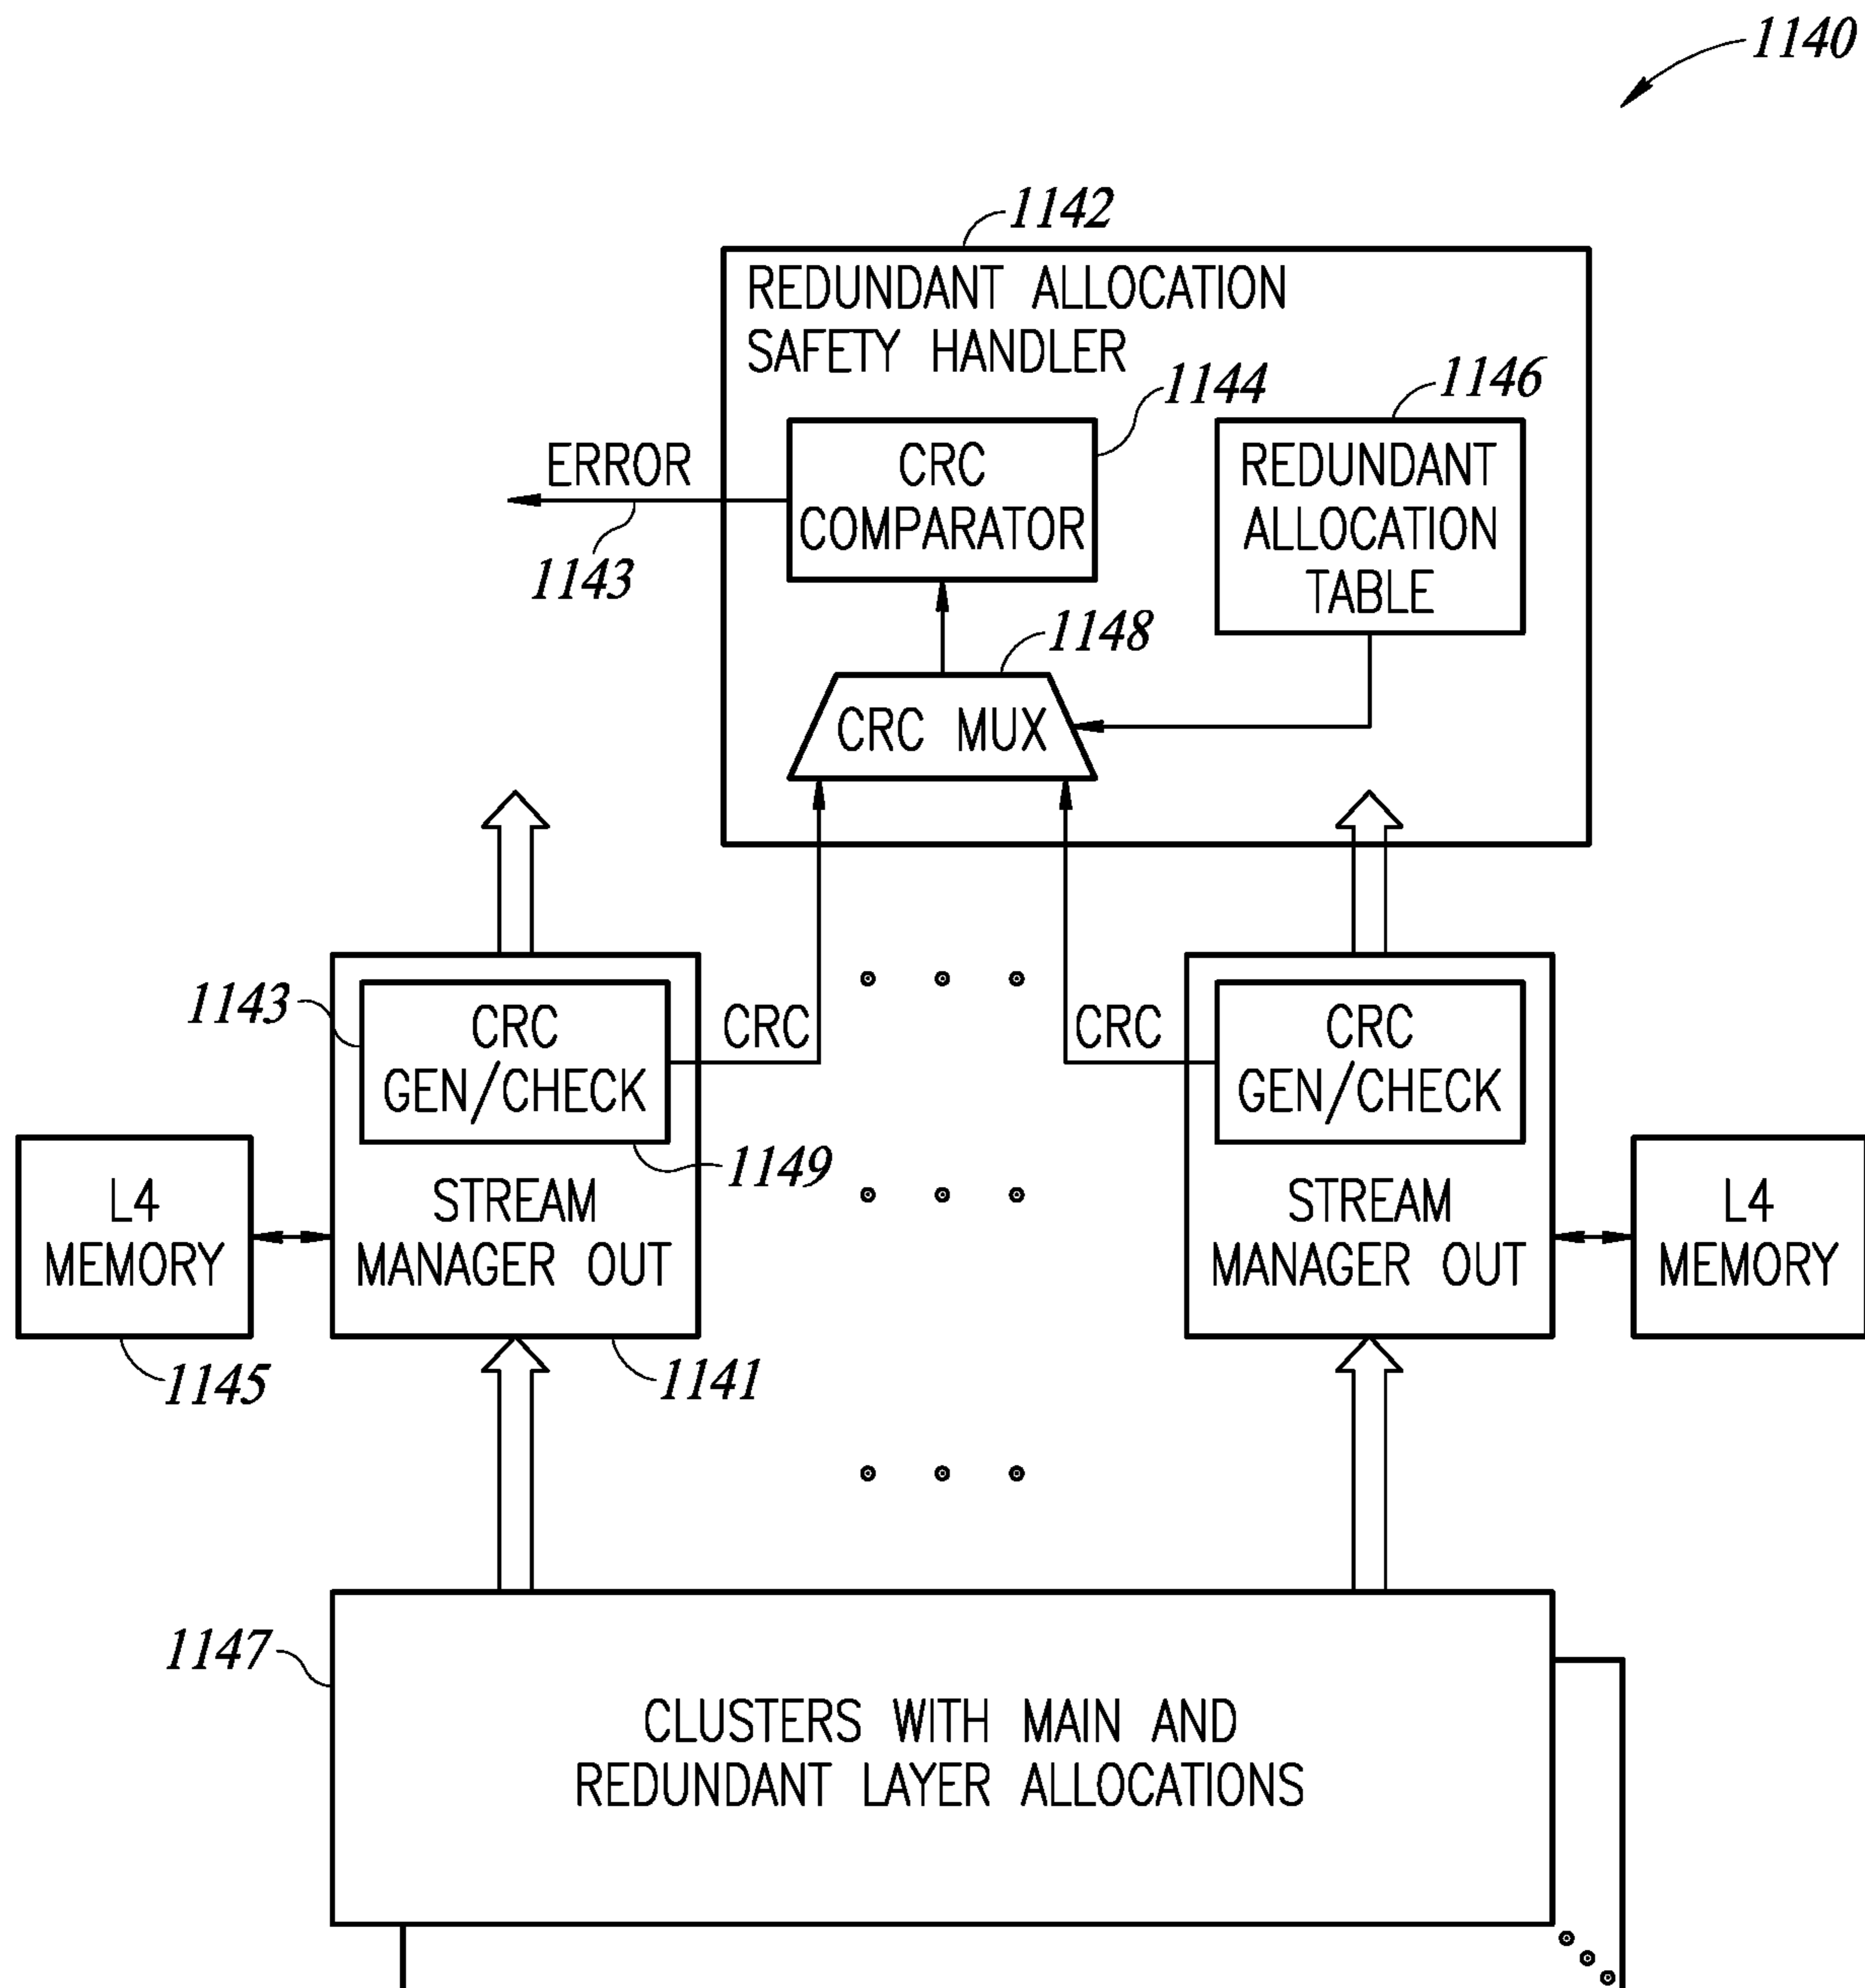 1140
1142
REDUNDANT ALLOCATION
SAFETY HANDLER
1144
1146
ERROR
CRC
COMPARATOR
REDUNDANT
ALLOCATION
TABLE
1143
1148
CRC MUX
1143
CRC
GEN/CHECK
CRC
CRC
CRC
GEN/CHECK
1149
L4
MEMORY
STREAM
MANAGER OUT
STREAM
MANAGER OUT
L4
MEMORY
1145
1141
1147
CLUSTERS WITH MAIN AND
REDUNDANT LAYER ALLOCATIONS